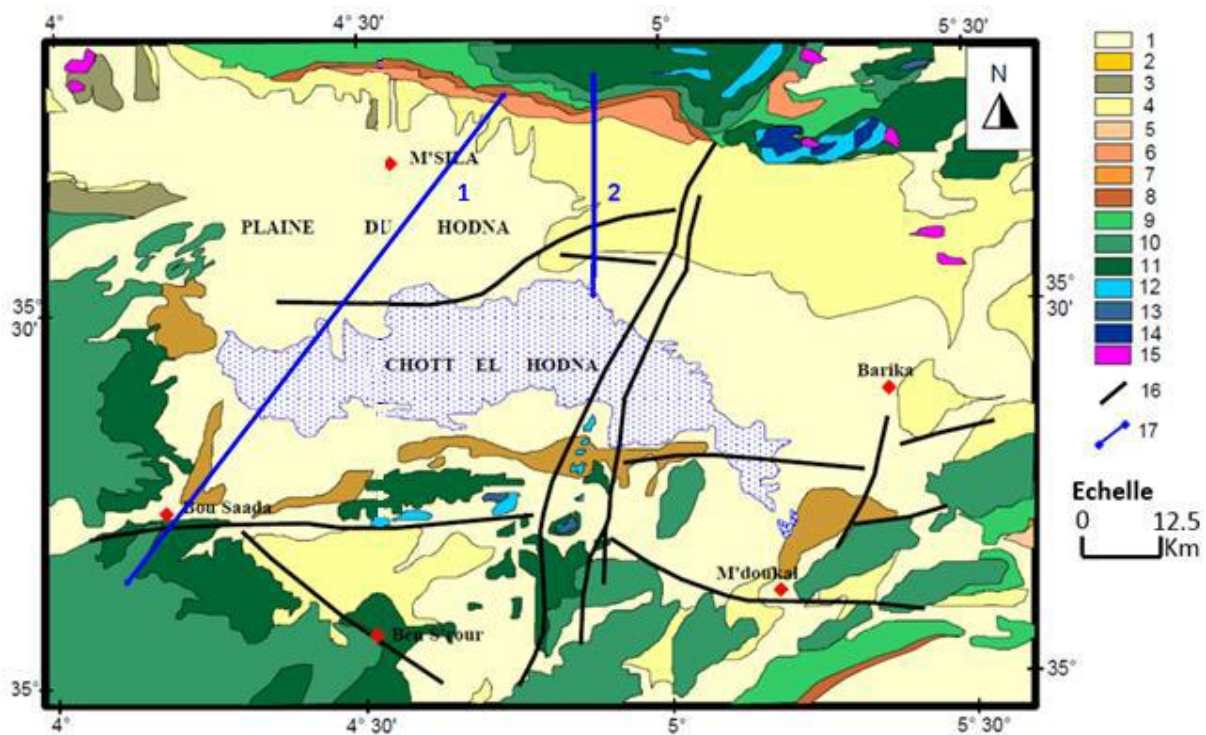 4° 4° 30' 5° 5° 30'
N
M'SILA
1 2
PLAINE DU HODNA
35° 30'
35° 30'
CHOTT EL HODNA
Barika
Bou Saada
M'doukal
Ben S'rour
35°
35°
4° 4° 30' 5° 5° 30'
1
2
3
4
5
6
7
8
9
10
11
12
13
14
15
16
17
Echelle
0 12.5
Km